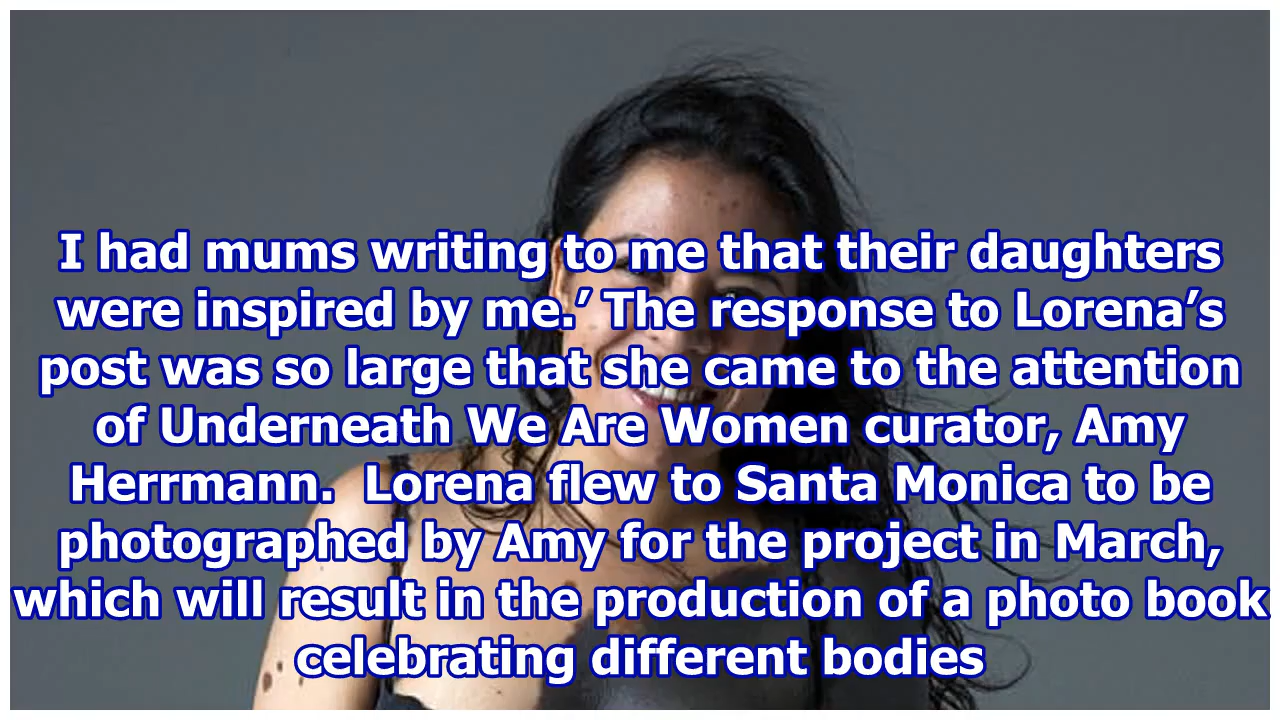 I had mums writing to me that their daughters
were inspired by me.’ The response to Lorena’s
post was so large that she came to the attention
of Underneath We Are Women curator, Amy
Herrmann.  Lorena flew to Santa Monica to be
photographed by Amy for the project in March,
which will result in the production of a photo book
celebrating different bodies